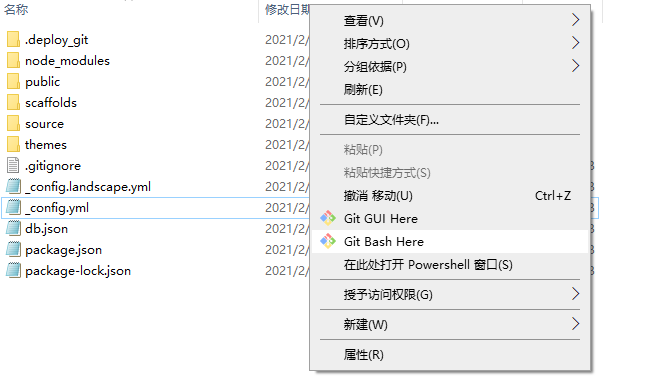 名称 修改日期
.deploy_git 2021/2/
node_modules 2021/2/
public 2021/2/
scaffolds 2021/2/
source 2021/2/
themes 2021/2/
.gitignore 2021/2/
_config.landscape.yml 2021/2/
_config.yml 2021/2/
db.json 2021/2/
package.json 2021/2/
package-lock.json 2021/2/
查看(V)
排序方式(O)
分组依据(P)
刷新(E)
自定义文件夹(F)...
粘贴(P)
粘贴快捷方式(S)
撤消 移动(U) Ctrl+Z
Git GUI Here
Git Bash Here
在此处打开 Powershell 窗口(S)
授予访问权限(G)
新建(W)
属性(R)